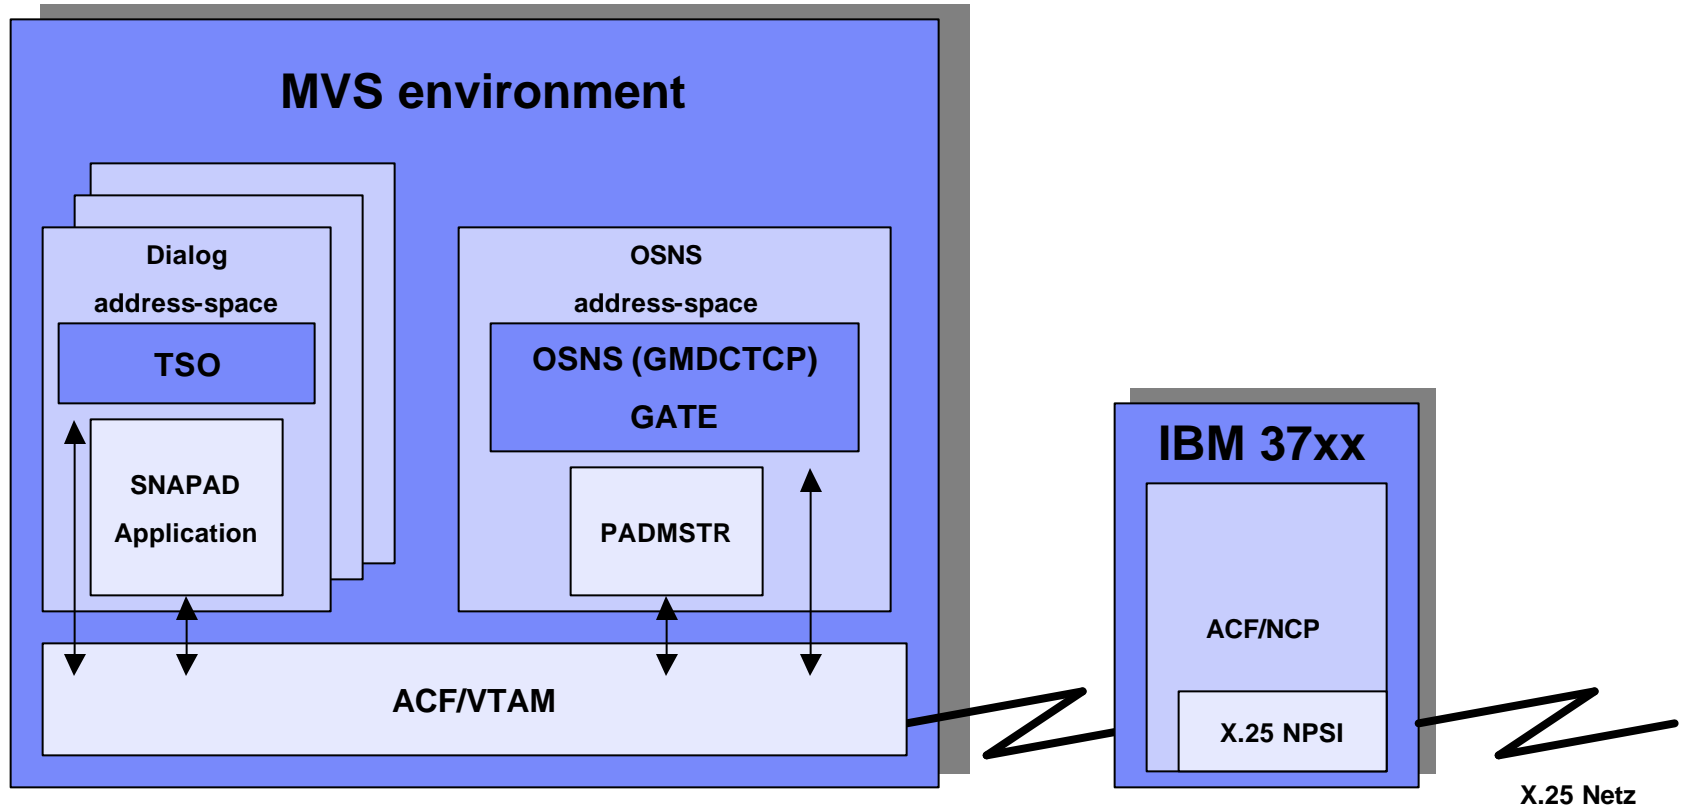 MVS environment
Dialog
address-space
TSO
SNAPAD
Application
OSNS
address-space
OSNS (GMDCTCP)
GATE
PADMSTR
ACF/VTAM
IBM 37xx
ACF/NCP
X.25 NPSI
X.25 Netz